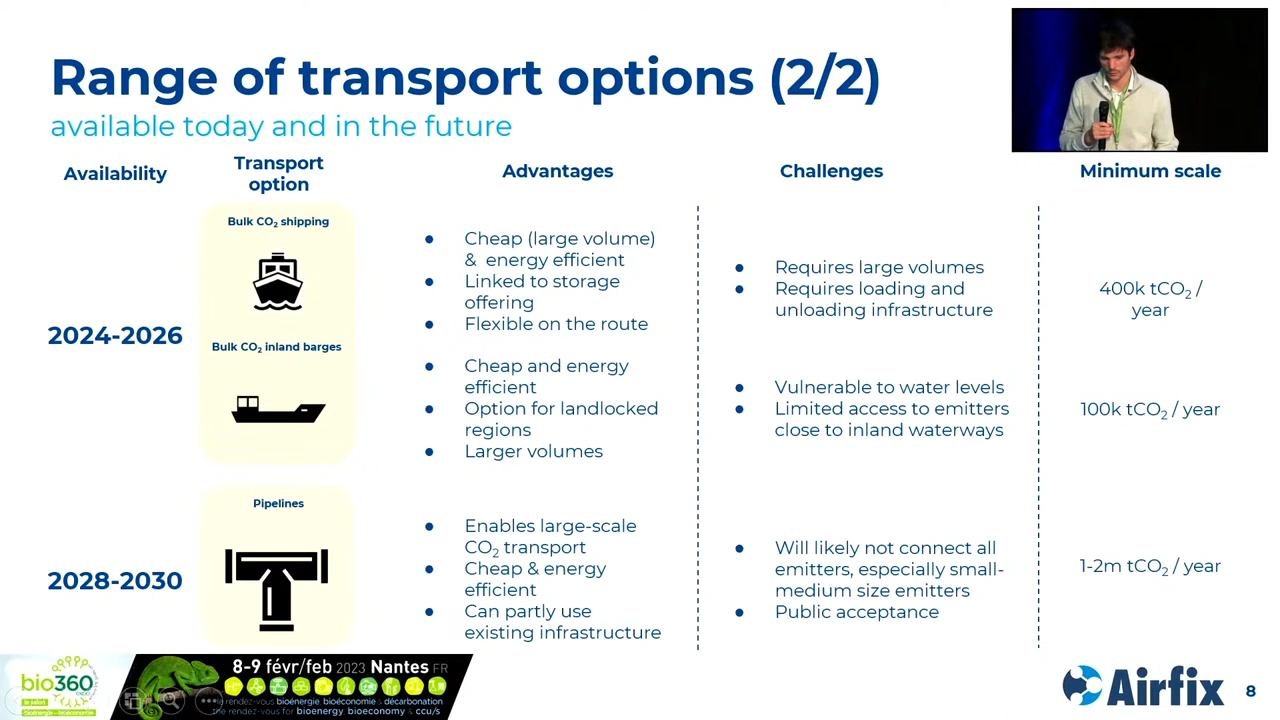 Range of transport options (2/2)
available today and in the future
Availability
Transport
option
Advantages
Challenges
Minimum scale
2024-2026
Bulk CO₂ shipping
● Cheap (large volume)
& energy efficient
● Linked to storage
offering
● Flexible on the route
● Requires large volumes
● Requires loading and
unloading infrastructure
400k tCO₂ /
year
Bulk CO₂ inland barges
● Cheap and energy
efficient
● Option for landlocked
regions
● Larger volumes
● Vulnerable to water levels
● Limited access to emitters
close to inland waterways
100k tCO₂ / year
2028-2030
Pipelines
● Enables large-scale
CO₂ transport
● Cheap & energy
efficient
● Can partly use
existing infrastructure
● Will likely not connect all
emitters, especially small-
medium size emitters
● Public acceptance
1-2m tCO₂ / year
bio360
EXPO
le salon
bioénergie - bioéconomie
8-9 févr/feb 2023 Nantes FR
le rendez-vous bioénergie, bioéconomie & décarbonation
the rendez-vous for bioenergy, bioeconomy & ccu/s
Airfix
8